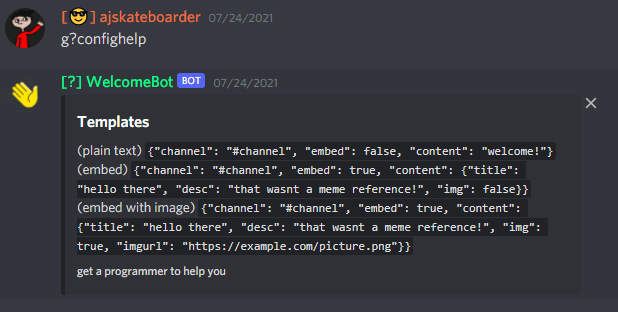 [😎] ajskateboarder 07/24/2021
g?confighelp
[?] WelcomeBot BOT 07/24/2021
Templates
(plain text) {"channel": "#channel", "embed": false, "content": "welcome!"}
(embed) {"channel": "#channel", "embed": true, "content": {"title":
"hello there", "desc": "that wasnt a meme reference!", "img": false}}
(embed with image) {"channel": "#channel", "embed": true, "content":
{"title": "hello there", "desc": "that wasnt a meme reference!", "img":
true, "imgurl": "https://example.com/picture.png"}}
get a programmer to help you